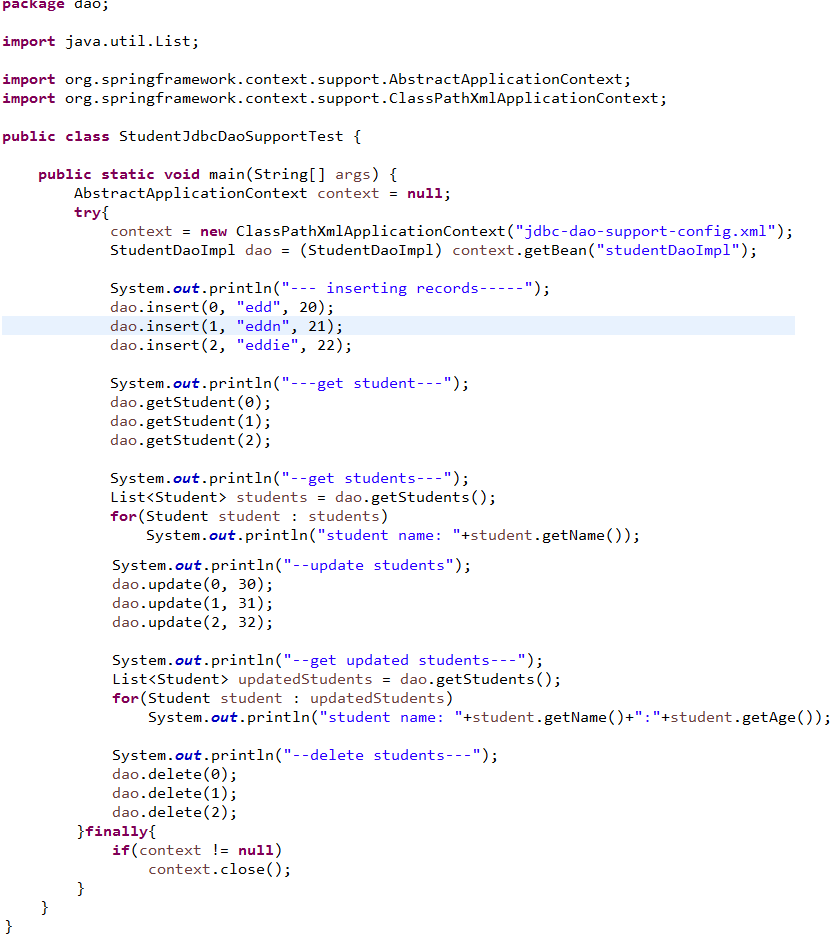 package dao;
import java.util.List;
import org.springframework.context.support.AbstractApplicationContext;
import org.springframework.context.support.ClassPathXmlApplicationContext;
public class StudentJdbcDaoSupportTest {
public static void main(String[] args) {
AbstractApplicationContext context = null;
try{
context = new ClassPathXmlApplicationContext("jdbc-dao-support-config.xml");
StudentDaoImpl dao = (StudentDaoImpl) context.getBean("studentDaoImpl");
System.out.println("--- inserting records-----");
dao.insert(0, "edd", 20);
dao.insert(1, "eddn", 21);
dao.insert(2, "eddie", 22);
System.out.println("---get student---");
dao.getStudent(0);
dao.getStudent(1);
dao.getStudent(2);
System.out.println("--get students---");
List<Student> students = dao.getStudents();
for(Student student : students)
System.out.println("student name: "+student.getName());
System.out.println("--update students");
dao.update(0, 30);
dao.update(1, 31);
dao.update(2, 32);
System.out.println("--get updated students---");
List<Student> updatedStudents = dao.getStudents();
for(Student student : updatedStudents)
System.out.println("student name: "+student.getName()+":"+student.getAge());
System.out.println("--delete students---");
dao.delete(0);
dao.delete(1);
dao.delete(2);
}finally{
if(context != null)
context.close();
}
}
}